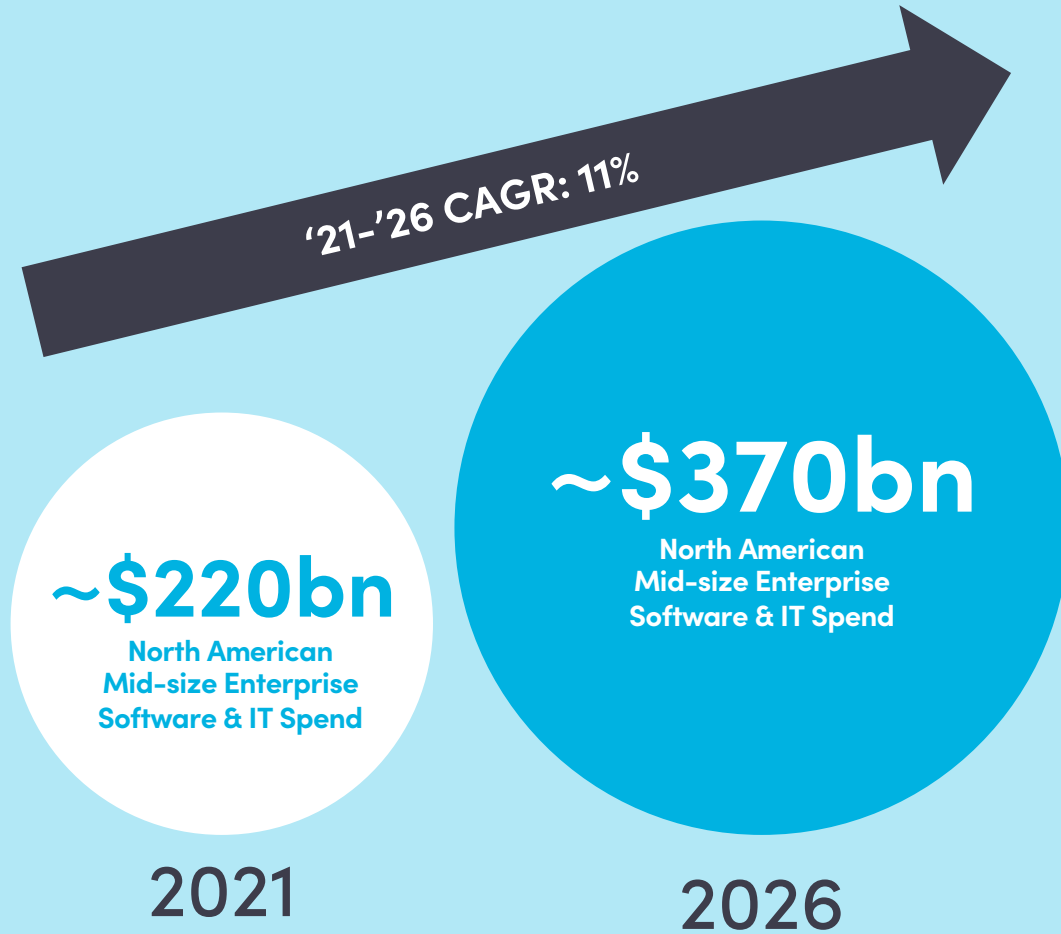 ‘21-’26 CAGR: 11%
~$220bn
North American
Mid-size Enterprise
Software & IT Spend
2021
~$370bn
North American
Mid-size Enterprise
Software & IT Spend
2026